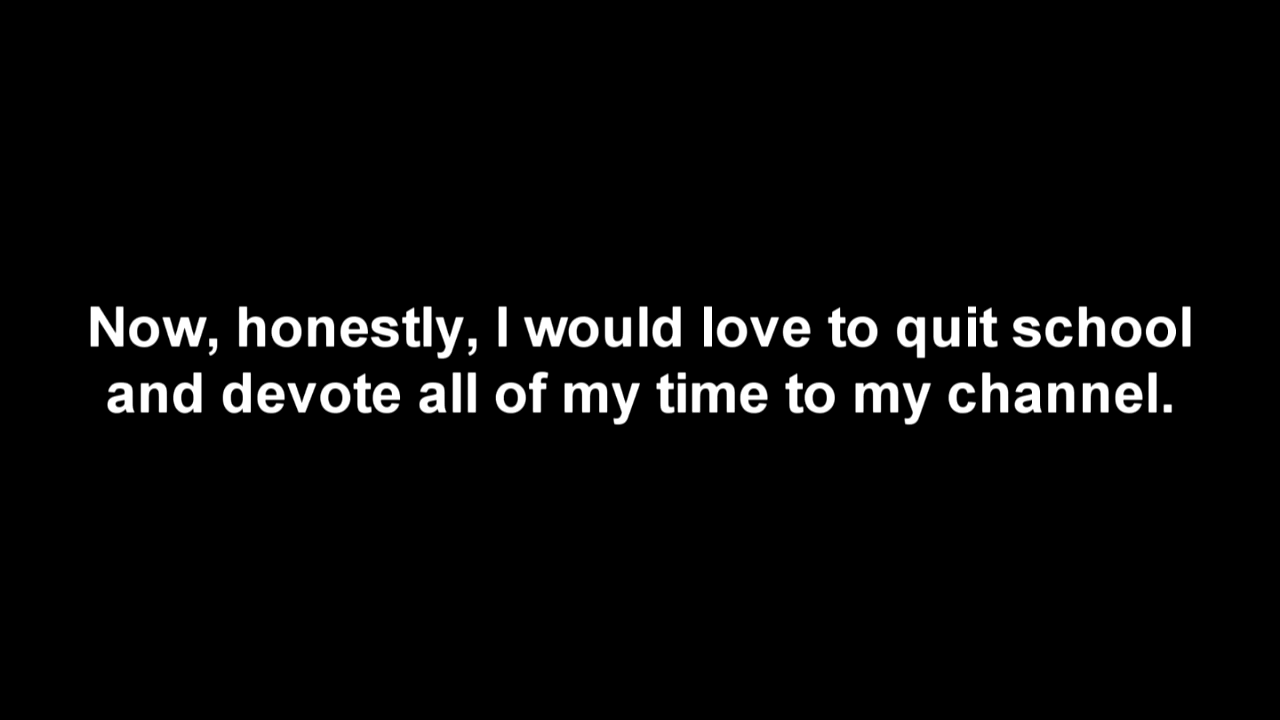 Now, honestly, I would love to quit school
and devote all of my time to my channel.